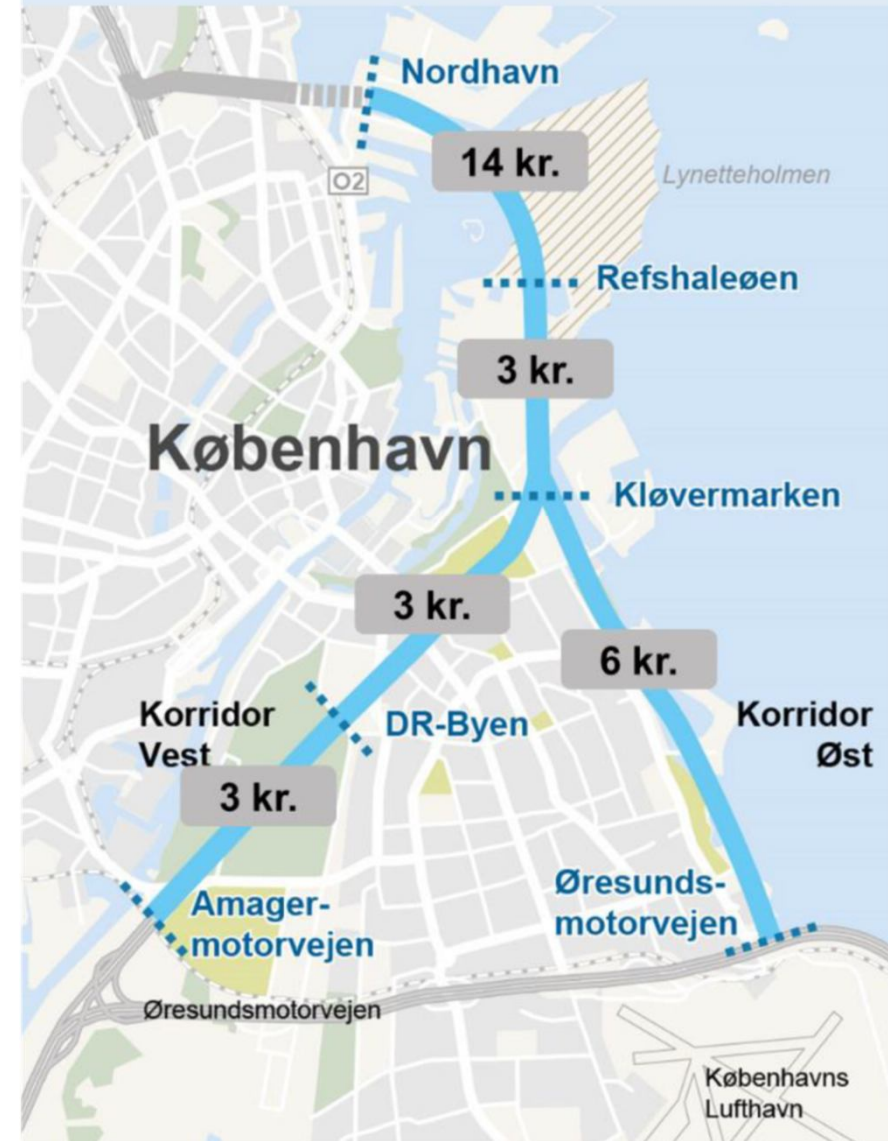 Nordhavn
14 kr.
O2
Lynetteholmen
Refshaleøen
3 kr.
København
Kløvermarken
3 kr.
6 kr.
Korridor
Vest
DR-Byen
Korridor
Øst
3 kr.
Øresunds-
motorvejen
Amager-
motorvejen
Øresundsmotorvejen
Københavns
Lufthavn